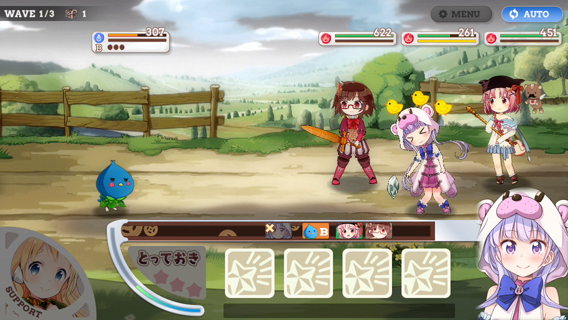 WAVE 1/3 1
MENU
AUTO
307
B
622
261
451
B
とっておき
SUPPORT